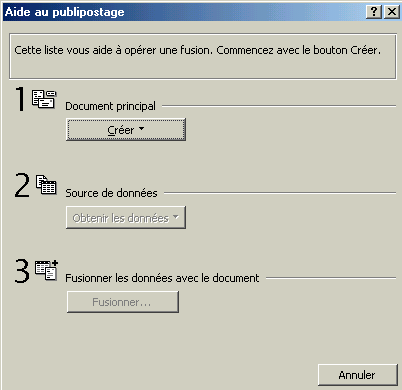 Aide au publipostage
Cette liste vous aide à opérer une fusion. Commencez avec le bouton Créer.
1 Document principal
Créer
2 Source de données
Obtenir les données
3 Fusionner les données avec le document
Fusionner...
Annuler